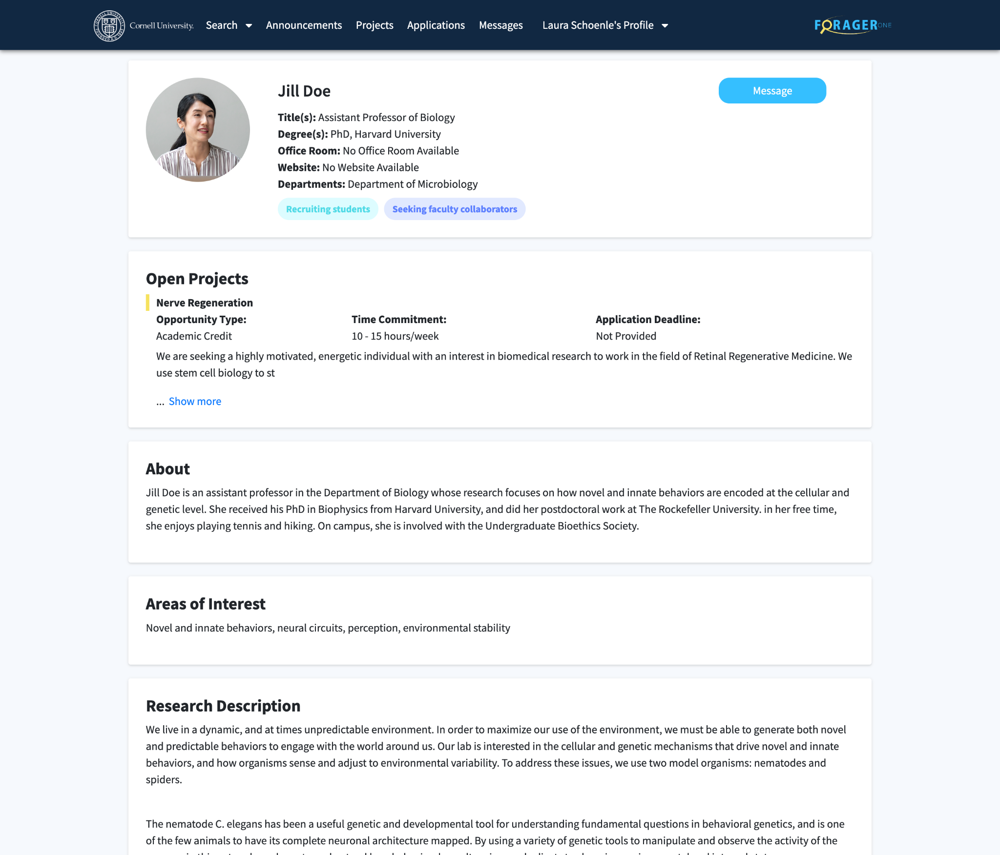 Cornell University
Search
Announcements
Projects
Applications
Messages
Laura Schoenle's Profile
FORAGERONE
Jill Doe
Message
Title(s): Assistant Professor of Biology
Degree(s): PhD, Harvard University
Office Room: No Office Room Available
Website: No Website Available
Departments: Department of Microbiology
Recruiting students
Seeking faculty collaborators
Open Projects
Nerve Regeneration
Opportunity Type:
Academic Credit
Time Commitment:
10 - 15 hours/week
Application Deadline:
Not Provided
We are seeking a highly motivated, energetic individual with an interest in biomedical research to work in the field of Retinal Regenerative Medicine. We
use stem cell biology to st
... Show more
About
Jill Doe is an assistant professor in the Department of Biology whose research focuses on how novel and innate behaviors are encoded at the cellular and
genetic level. She received his PhD in Biophysics from Harvard University, and did her postdoctoral work at The Rockefeller University. in her free time,
she enjoys playing tennis and hiking. On campus, she is involved with the Undergraduate Bioethics Society.
Areas of Interest
Novel and innate behaviors, neural circuits, perception, environmental stability
Research Description
We live in a dynamic, and at times unpredictable environment. In order to maximize our use of the environment, we must be able to generate both novel
and predictable behaviors to engage with the world around us. Our lab is interested in the cellular and genetic mechanisms that drive novel and innate
behaviors, and how organisms sense and adjust to environmental variability. To address these issues, we use two model organisms: nematodes and
spiders.
The nematode C. elegans has been a useful genetic and developmental tool for understanding fundamental questions in behavioral genetics, and is one
of the few animals to have its complete neuronal architecture mapped. By using a variety of genetic tools to manipulate and observe the activity of the